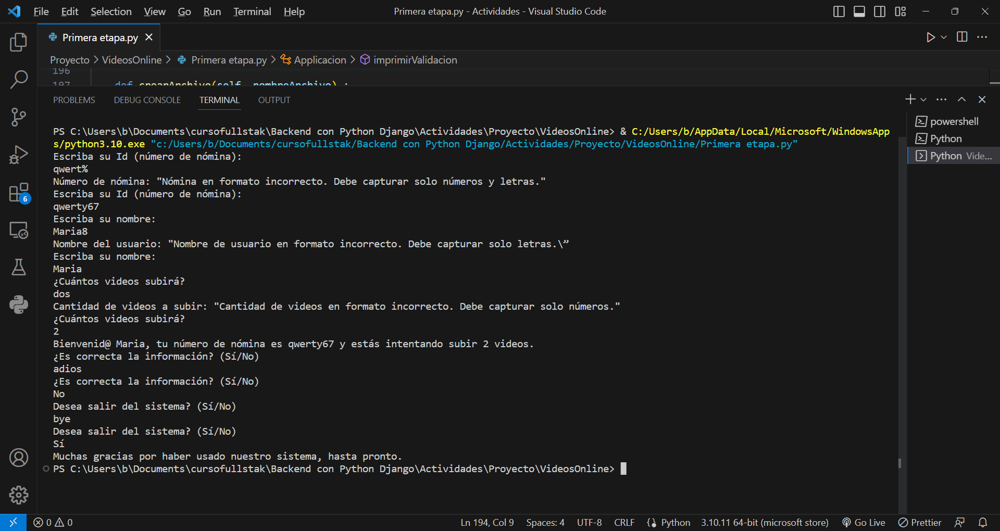 File Edit Selection View Go Run Terminal Help Primera etapa.py - Actividades - Visual Studio Code
Primera etapa.py
Proyecto > VideosOnline > Primera etapa.py > Applicacion > imprimirValidacion
196
197 def crearArchivo(self, nombreArchivo) :
PROBLEMS DEBUG CONSOLE TERMINAL OUTPUT
powershell
Python
Python Vide...
PS C:\Users\b\Documents\cursofullstak\Backend con Python Django\Actividades\Proyecto\VideosOnline> & C:/Users/b/AppData/Local/Microsoft/WindowsApp
s/python3.10.exe "c:/Users/b/Documents/cursofullstak/Backend con Python Django/Actividades/Proyecto/VideosOnline/Primera etapa.py"
Escriba su Id (número de nómina):
qwert%
Número de nómina: "Nómina en formato incorrecto. Debe capturar solo números y letras."
Escriba su Id (número de nómina):
qwerty67
Escriba su nombre:
Maria8
Nombre del usuario: "Nombre de usuario en formato incorrecto. Debe capturar solo letras.\”
Escriba su nombre:
Maria
¿Cuántos videos subirá?
dos
Cantidad de videos a subir: "Cantidad de videos en formato incorrecto. Debe capturar solo números."
¿Cuántos videos subirá?
2
Bienvenid@ Maria, tu número de nómina es qwerty67 y estás intentando subir 2 videos.
¿Es correcta la información? (Sí/No)
adios
¿Es correcta la información? (Sí/No)
No
Desea salir del sistema? (Sí/No)
bye
Desea salir del sistema? (Sí/No)
Sí
Muchas gracias por haber usado nuestro sistema, hasta pronto.
PS C:\Users\b\Documents\cursofullstak\Backend con Python Django\Actividades\Proyecto\VideosOnline>
6
0 0 Ln 194, Col 9 Spaces: 4 UTF-8 CRLF Python 3.10.11 64-bit (microsoft store) Go Live Prettier